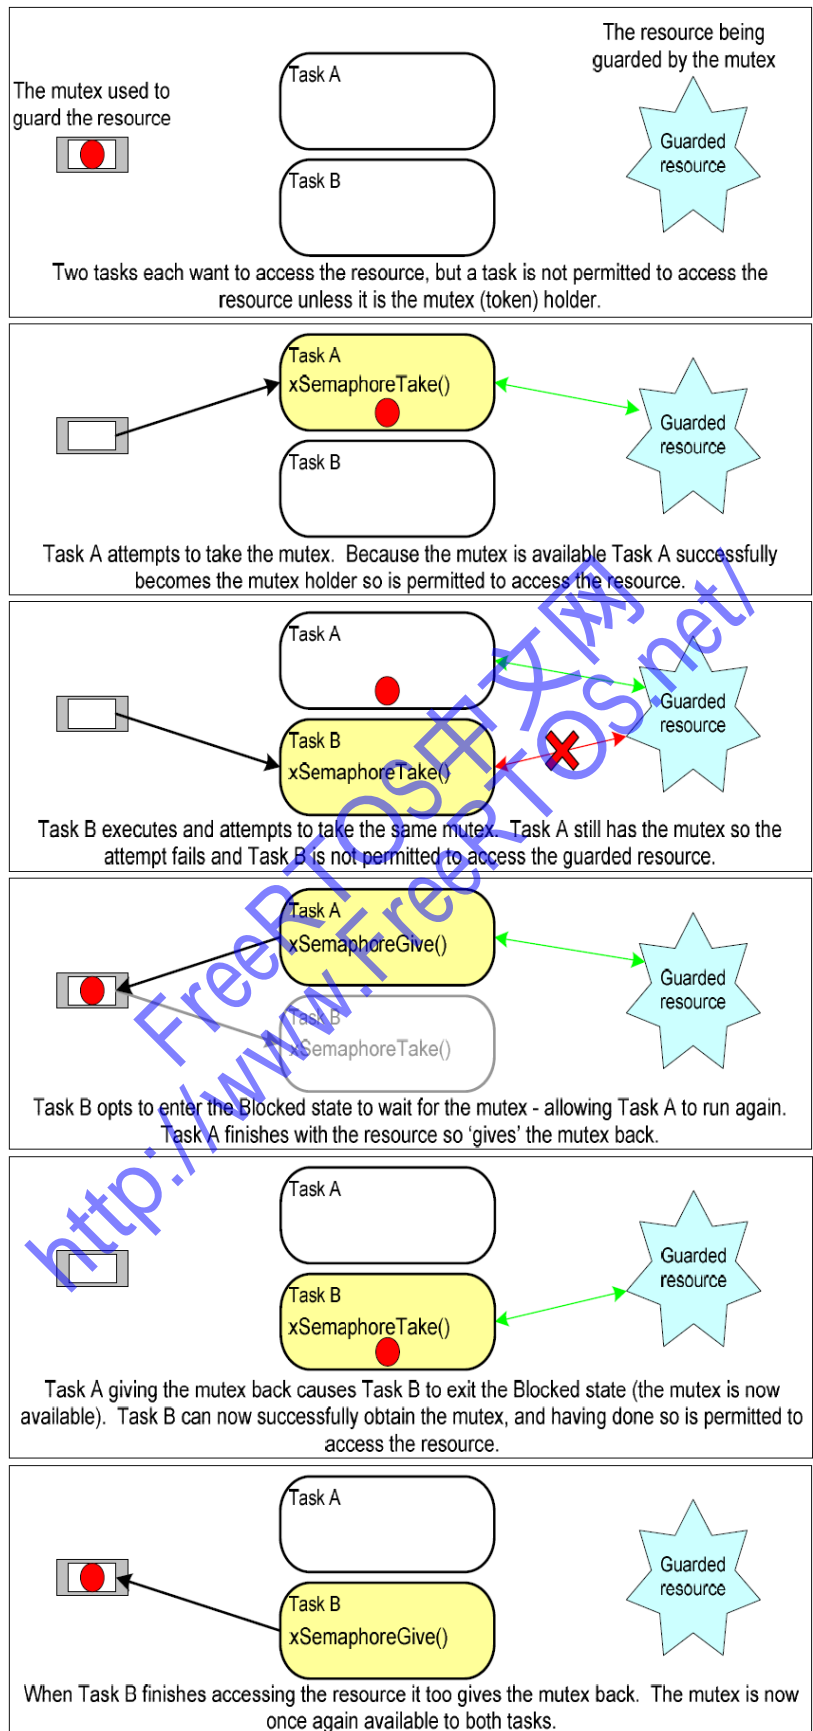 The resource being
guarded by the mutex
The mutex used to
guard the resource
Task A
Task B
Guarded
resource
Two tasks each want to access the resource, but a task is not permitted to access the
resource unless it is the mutex (token) holder.
Task A
xSemaphoreTake()
Task B
Guarded
resource
Task A attempts to take the mutex. Because the mutex is available Task A successfully
becomes the mutex holder so is permitted to access the resource.
Task A
Task B
xSemaphoreTake()
Guarded
resource
Task B executes and attempts to take the same mutex. Task A still has the mutex so the
attempt fails and Task B is not permitted to access the guarded resource.
Task A
xSemaphoreGive()
Task B
xSemaphoreTake()
Guarded
resource
Task B opts to enter the Blocked state to wait for the mutex - allowing Task A to run again.
Task A finishes with the resource so ‘gives’ the mutex back.
Task A
Task B
xSemaphoreTake()
Guarded
resource
Task A giving the mutex back causes Task B to exit the Blocked state (the mutex is now
available). Task B can now successfully obtain the mutex, and having done so is permitted to
access the resource.
Task A
Task B
xSemaphoreGive()
Guarded
resource
When Task B finishes accessing the resource it too gives the mutex back. The mutex is now
once again available to both tasks.
FreeRTOS中文网
http://www.FreeRTOS.net/